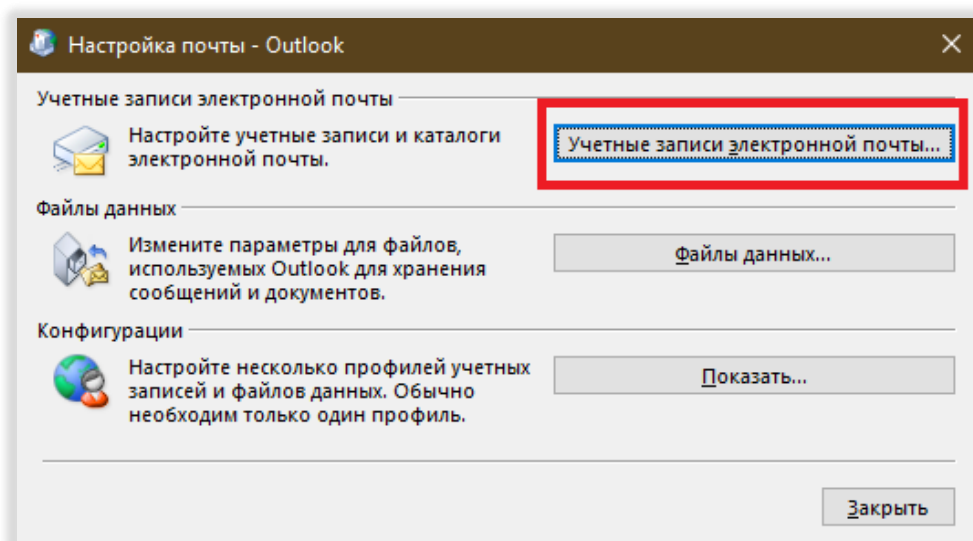 Настройка почты - Outlook
Учетные записи электронной почты
Настройте учетные записи и каталоги
электронной почты.
Учетные записи электронной почты...
Файлы данных
Измените параметры для файлов,
используемых Outlook для хранения
сообщений и документов.
Файлы данных...
Конфигурации
Настройте несколько профилей учетных
записей и файлов данных. Обычно
необходим только один профиль.
Показать...
Закрыть